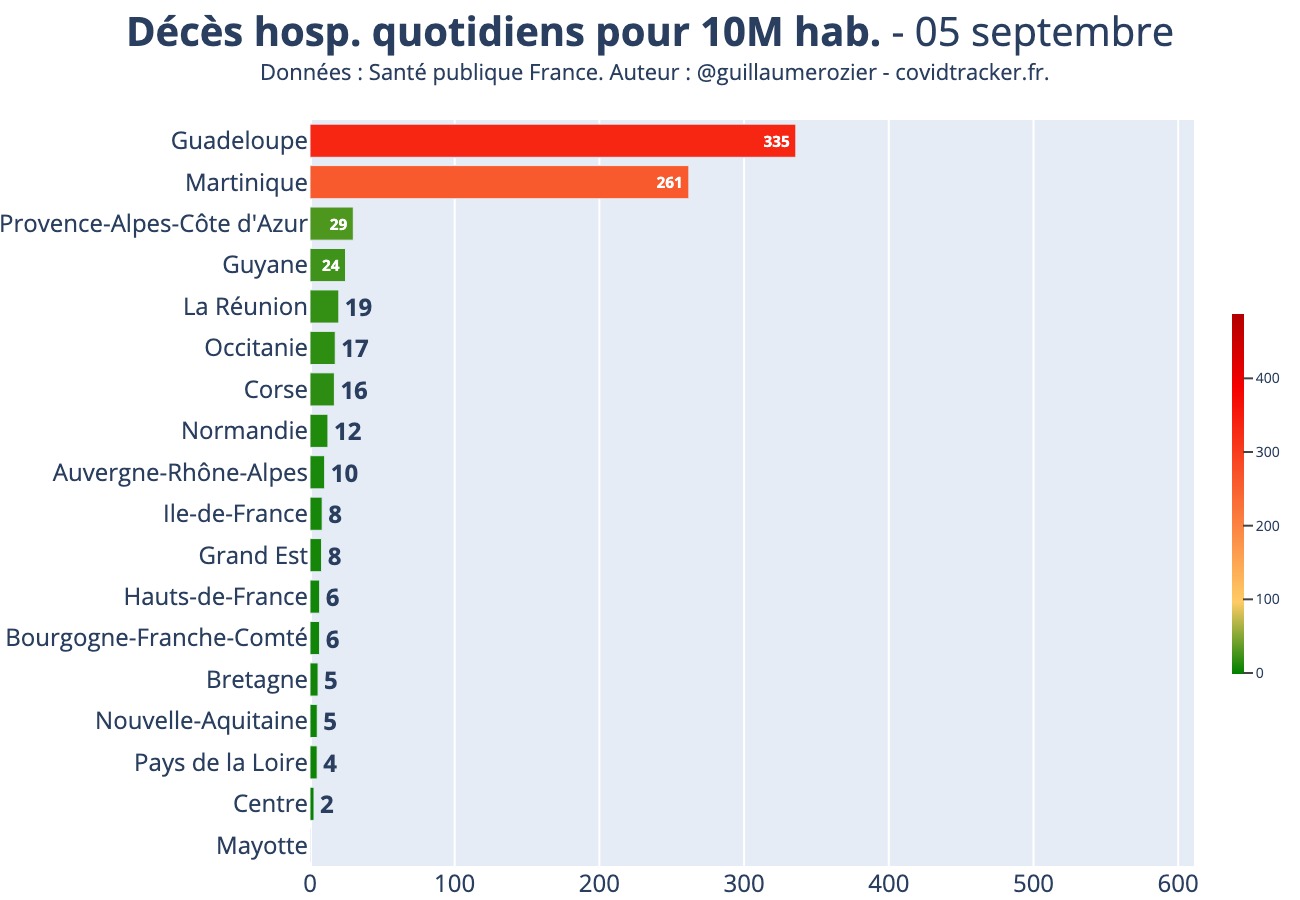 Décès hosp. quotidiens pour 10M hab. - 05 septembre
Données : Santé publique France. Auteur : @guillaumerozier - covidtracker.fr.
Guadeloupe 335
Martinique 261
Provence-Alpes-Côte d'Azur 29
Guyane 24
La Réunion 19
Occitanie 17
Corse 16
Normandie 12
Auvergne-Rhône-Alpes 10
Ile-de-France 8
Grand Est 8
Hauts-de-France 6
Bourgogne-Franche-Comté 6
Bretagne 5
Nouvelle-Aquitaine 5
Pays de la Loire 4
Centre 2
Mayotte
0 100 200 300 400 500 600
400
300
200
100
0